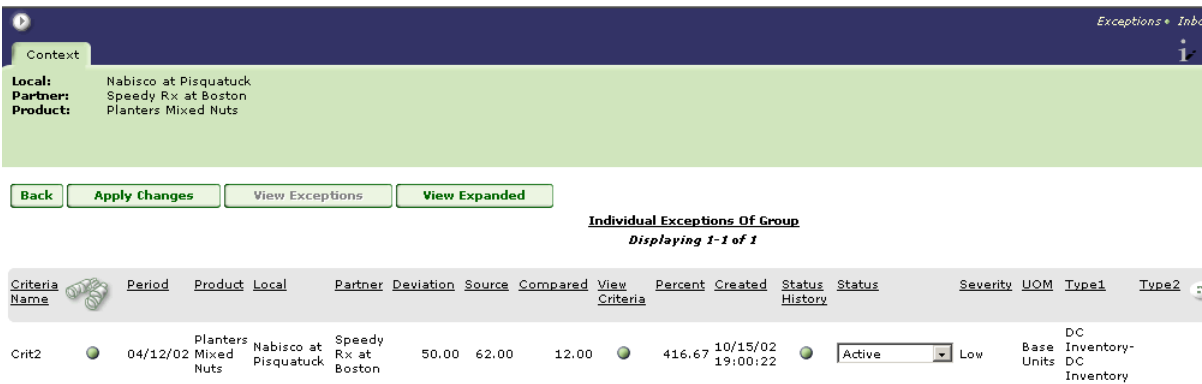 Exceptions • Inbo
Context
Local: Nabisco at Pisquatuck
Partner: Speedy Rx at Boston
Product: Planters Mixed Nuts
Back Apply Changes View Exceptions View Expanded
Individual Exceptions Of Group
Displaying 1-1 of 1
Criteria Name Period Product Local Partner Deviation Source Compared View Criteria Percent Created Status History Status Severity UOM Type1 Type2
Crit2 04/12/02 Planters Mixed Nuts Nabisco at Pisquatuck Speedy Rx at Boston 50.00 62.00 12.00 416.67 10/15/02 19:00:22 Active Low Base Units DC Inventory-DC Inventory